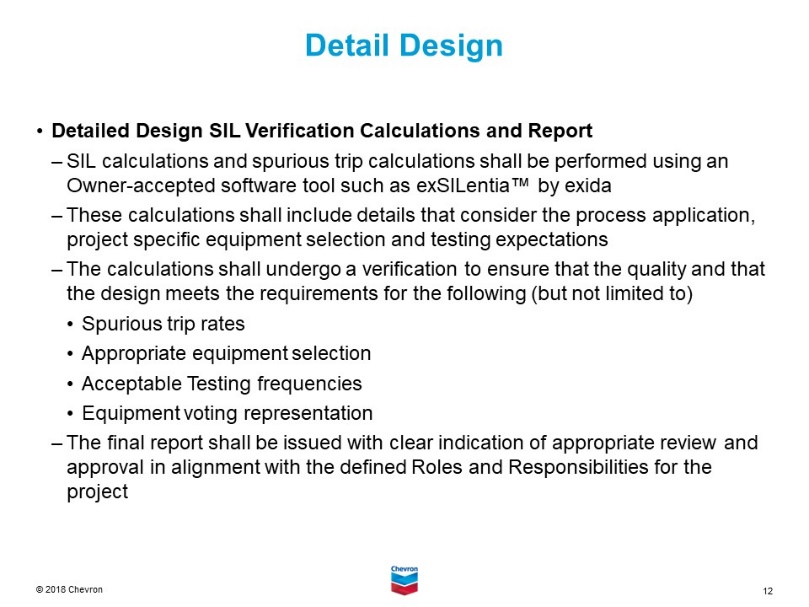 Detail Design
• Detailed Design SIL Verification Calculations and Report
– SIL calculations and spurious trip calculations shall be performed using an
Owner-accepted software tool such as exSILentia™ by exida
– These calculations shall include details that consider the process application,
project specific equipment selection and testing expectations
– The calculations shall undergo a verification to ensure that the quality and that
the design meets the requirements for the following (but not limited to)
• Spurious trip rates
• Appropriate equipment selection
• Acceptable Testing frequencies
• Equipment voting representation
– The final report shall be issued with clear indication of appropriate review and
approval in alignment with the defined Roles and Responsibilities for the
project
© 2018 Chevron
Chevron
12